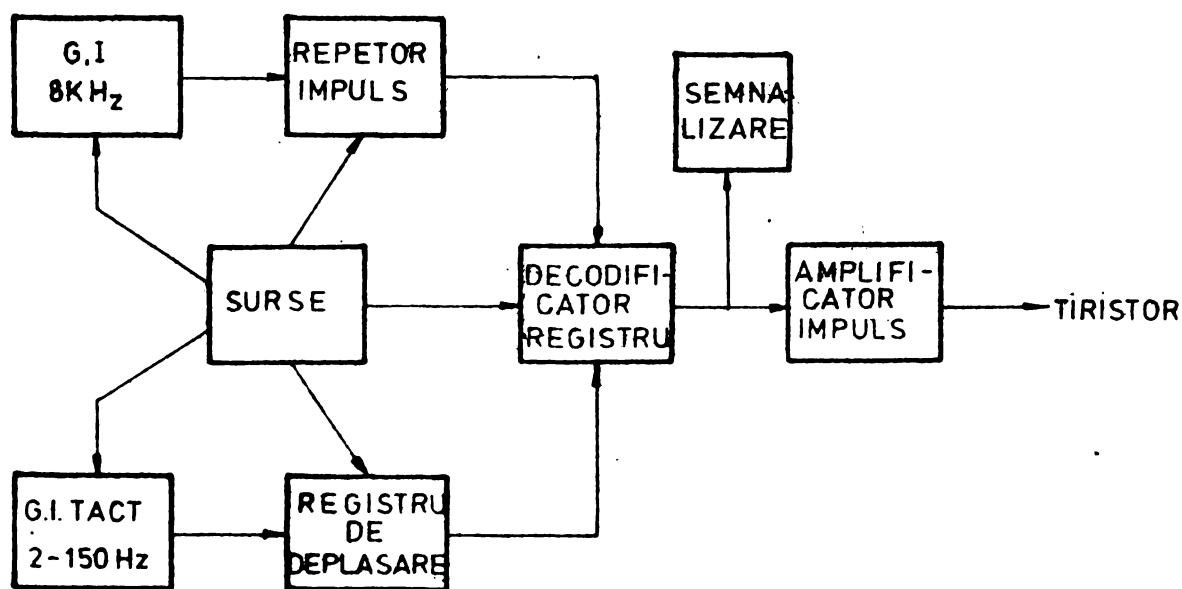 G.I
8KHz
REPETOR
IMPULS
SEMNA-
LIZARE
SURSE
DECODIFI-
CATOR
REGISTRU
AMPLIFI-
CATOR
IMPULS
TIRISTOR
G.I. TACT
2-150 Hz
REGISTRU
DE
DEPLASARE